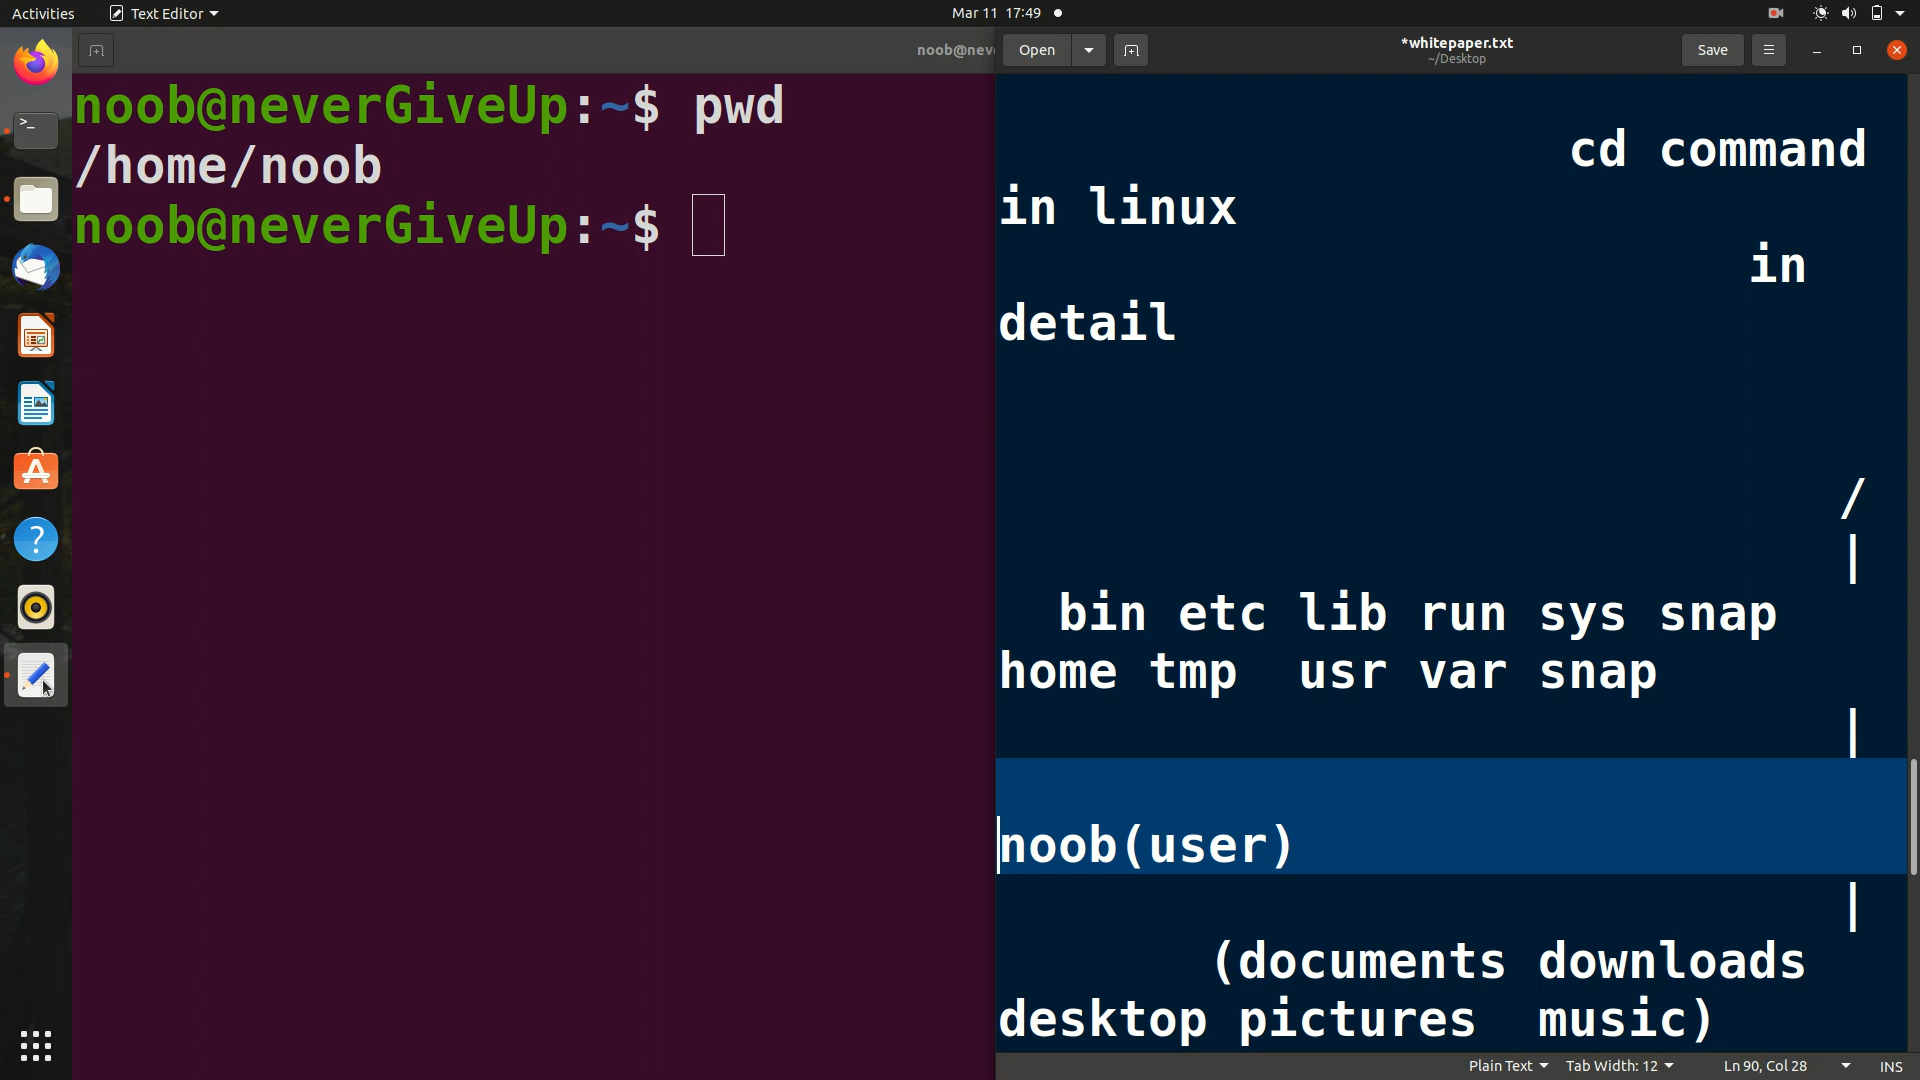 Activities
Text Editor
Mar 11 17:49
noob@nev
Open
*whitepaper.txt
~/Desktop
Save
noob@neverGiveUp:~$ pwd
/home/noob
noob@neverGiveUp:~$
cd command
in linux
in
detail
/
|
bin etc lib run sys snap
home tmp usr var snap
|
noob(user)
|
(documents downloads
desktop pictures music)
Plain Text
Tab Width: 12
Ln 90, Col 28
INS